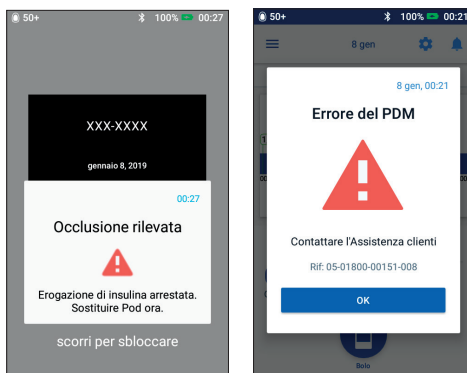 50+
100%
00:27
XXX-XXXX
gennaio 8, 2019
00:27
Occlusione rilevata
Erogazione di insulina arrestata.
Sostituire Pod ora.
scorri per sbloccare
50+
100%
00:21
8 gen
8 gen, 00:21
Errore del PDM
Contattare l'Assistenza clienti
Rif: 05-01800-00151-008
OK
Bolo